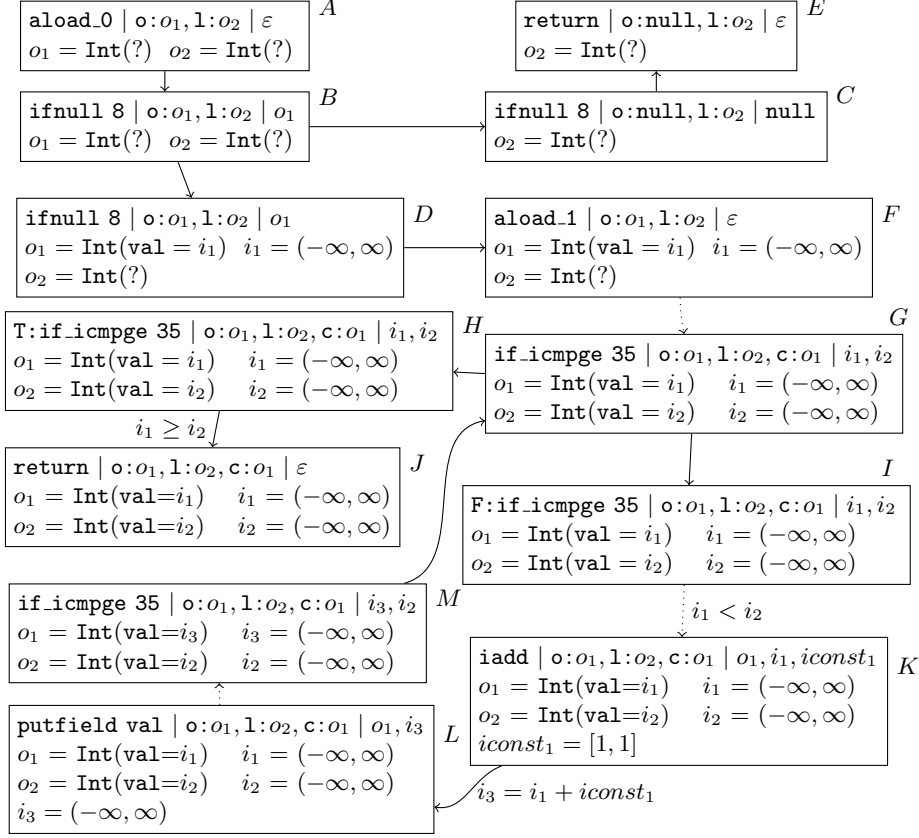 A
aload_0 | o:o₁, l:o₂ | ε
o₁ = Int(?) o₂ = Int(?)
E
return | o:null, l:o₂ | ε
o₂ = Int(?)
B
ifnull 8 | o:o₁, l:o₂ | o₁
o₁ = Int(?) o₂ = Int(?)
C
ifnull 8 | o:null, l:o₂ | null
o₂ = Int(?)
D
ifnull 8 | o:o₁, l:o₂ | o₁
o₁ = Int(val = i₁) i₁ = (−∞, ∞)
o₂ = Int(?)
F
aload_1 | o:o₁, l:o₂ | ε
o₁ = Int(val = i₁) i₁ = (−∞, ∞)
o₂ = Int(?)
H
T:if_icmpge 35 | o:o₁, l:o₂, c:o₁ | i₁, i₂
o₁ = Int(val = i₁) i₁ = (−∞, ∞)
o₂ = Int(val = i₂) i₂ = (−∞, ∞)
G
if_icmpge 35 | o:o₁, l:o₂, c:o₁ | i₁, i₂
o₁ = Int(val = i₁) i₁ = (−∞, ∞)
o₂ = Int(val = i₂) i₂ = (−∞, ∞)
i₁ ≥ i₂
J
return | o:o₁, l:o₂, c:o₁ | ε
o₁ = Int(val=i₁) i₁ = (−∞, ∞)
o₂ = Int(val=i₂) i₂ = (−∞, ∞)
I
F:if_icmpge 35 | o:o₁, l:o₂, c:o₁ | i₁, i₂
o₁ = Int(val = i₁) i₁ = (−∞, ∞)
o₂ = Int(val = i₂) i₂ = (−∞, ∞)
i₁ < i₂
M
if_icmpge 35 | o:o₁, l:o₂, c:o₁ | i₃, i₂
o₁ = Int(val=i₃) i₃ = (−∞, ∞)
o₂ = Int(val=i₂) i₂ = (−∞, ∞)
K
iadd | o:o₁, l:o₂, c:o₁ | o₁, i₁, iconst₁
o₁ = Int(val=i₁) i₁ = (−∞, ∞)
o₂ = Int(val=i₂) i₂ = (−∞, ∞)
iconst₁ = [1, 1]
L
putfield val | o:o₁, l:o₂, c:o₁ | o₁, i₃
o₁ = Int(val=i₁) i₁ = (−∞, ∞)
o₂ = Int(val=i₂) i₂ = (−∞, ∞)
i₃ = (−∞, ∞)
i₃ = i₁ + iconst₁